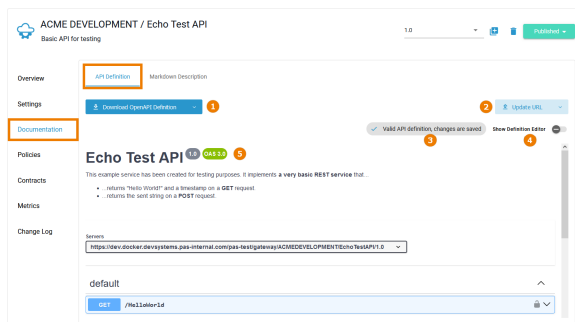 ACME DEVELOPMENT / Echo Test API
Basic API for testing
1.0
Published
Overview
Settings
Documentation
Policies
Contracts
Metrics
Change Log
API Definition
Markdown Description
Download OpenAPI Definition
1
2
Update URL
Valid API definition, changes are saved
Show Definition Editor
3
4
Echo Test API 1.0 OAS 3.0 5
This example service has been created for testing purposes. It implements a very basic REST service that...
• ..returns "Hello World!" and a timestamp on a GET request
• ..returns the sent string on a POST request
Servers
https://dev.docker.devsystems.pas-internal.com/pas-test/gateway/ACMEDEVELOPMENT/EchoTestAPI/1.0
default
GET /HelloWorld